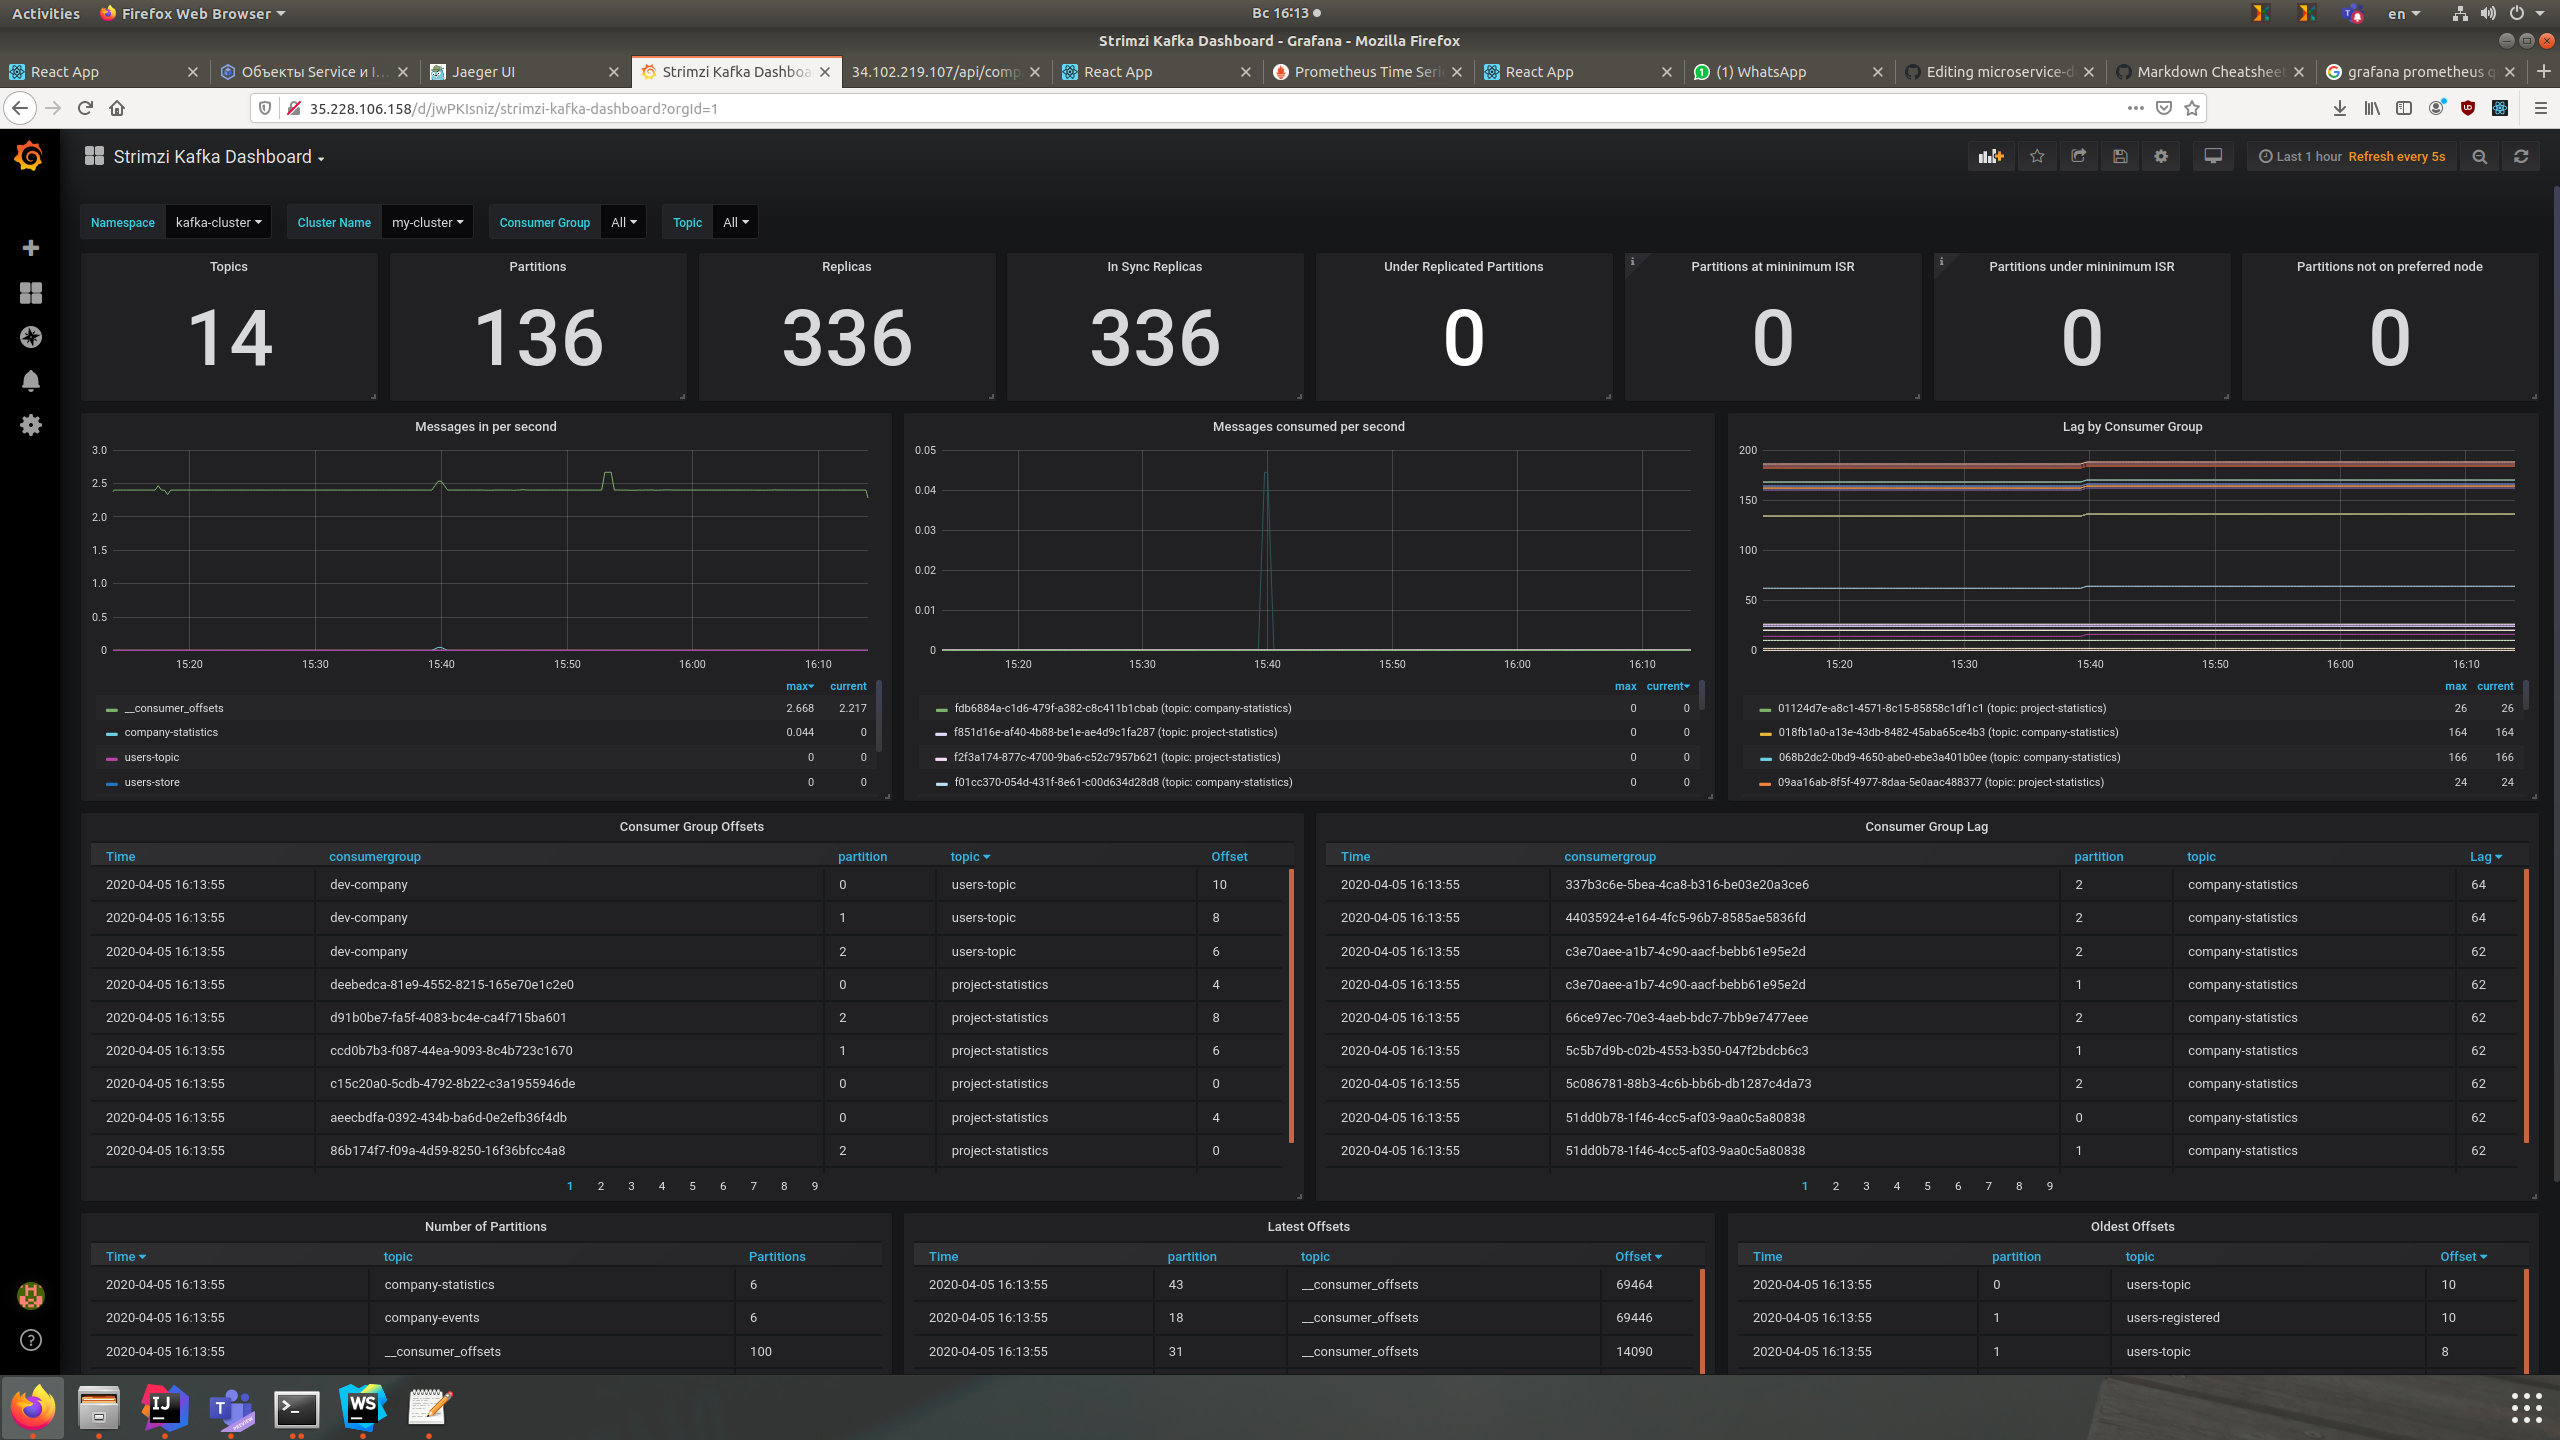 Activities Firefox Web Browser Вс 16:13 en
Strimzi Kafka Dashboard - Grafana - Mozilla Firefox
React App Объекты Service и I... Jaeger UI Strimzi Kafka Dashboa 34.102.219.107/api/comp React App Prometheus Time Seri React App (1) WhatsApp Editing microservice-d Markdown Cheatsheet grafana prometheus q
35.228.106.158/d/jwPKIsniz/strimzi-kafka-dashboard?orgId=1
Strimzi Kafka Dashboard Last 1 hour Refresh every 5s
Namespace kafka-cluster Cluster Name my-cluster Consumer Group All Topic All
Topics Partitions Replicas In Sync Replicas Under Replicated Partitions Partitions at mininimum ISR Partitions under mininimum ISR Partitions not on preferred node
14 136 336 336 0 0 0 0
Messages in per second
3.0
2.5
2.0
1.5
1.0
0.5
0
15:20 15:30 15:40 15:50 16:00 16:10
max current
__consumer_offsets 2.668 2.217
company-statistics 0.044 0
users-topic 0 0
users-store 0 0
Messages consumed per second
0.05
0.04
0.03
0.02
0.01
0
15:20 15:30 15:40 15:50 16:00 16:10
max current
fdb6884a-c1d6-479f-a382-c8c411b1cbab (topic: company-statistics) 0 0
f851d16e-af40-4b88-be1e-ae4d9c1fa287 (topic: project-statistics) 0 0
f2f3a174-877c-4700-9ba6-c52c7957b621 (topic: project-statistics) 0 0
f01cc370-054d-431f-8e61-c00d634d28d8 (topic: company-statistics) 0 0
Lag by Consumer Group
200
150
100
50
0
15:20 15:30 15:40 15:50 16:00 16:10
max current
01124d7e-a8c1-4571-8c15-85858c1df1c1 (topic: project-statistics) 26 26
018fb1a0-a13e-43db-8482-45aba65ce4b3 (topic: company-statistics) 164 164
068b2dc2-0bd9-4650-abe0-ebe3a401b0ee (topic: company-statistics) 166 166
09aa16ab-8f5f-4977-8daa-5e0aac488377 (topic: project-statistics) 24 24
Consumer Group Offsets
Time consumergroup partition topic Offset
2020-04-05 16:13:55 dev-company 0 users-topic 10
2020-04-05 16:13:55 dev-company 1 users-topic 8
2020-04-05 16:13:55 dev-company 2 users-topic 6
2020-04-05 16:13:55 deebedca-81e9-4552-8215-165e70e1c2e0 0 project-statistics 4
2020-04-05 16:13:55 d91b0be7-fa5f-4083-bc4e-ca4f715ba601 2 project-statistics 8
2020-04-05 16:13:55 ccd0b7b3-f087-44ea-9093-8c4b723c1670 1 project-statistics 6
2020-04-05 16:13:55 c15c20a0-5cdb-4792-8b22-c3a1955946de 0 project-statistics 0
2020-04-05 16:13:55 aeecbdfa-0392-434b-ba6d-0e2efb36f4db 0 project-statistics 4
2020-04-05 16:13:55 86b174f7-f09a-4d59-8250-16f36bfcc4a8 2 project-statistics 0
1 2 3 4 5 6 7 8 9
Consumer Group Lag
Time consumergroup partition topic Lag
2020-04-05 16:13:55 337b3c6e-5bea-4ca8-b316-be03e20a3ce6 2 company-statistics 64
2020-04-05 16:13:55 44035924-e164-4fc5-96b7-8585ae5836fd 2 company-statistics 64
2020-04-05 16:13:55 c3e70aee-a1b7-4c90-aacf-bebb61e95e2d 2 company-statistics 62
2020-04-05 16:13:55 c3e70aee-a1b7-4c90-aacf-bebb61e95e2d 1 company-statistics 62
2020-04-05 16:13:55 66ce97ec-70e3-4aeb-bdc7-7bb9e7477eee 2 company-statistics 62
2020-04-05 16:13:55 5c5b7d9b-c02b-4553-b350-047f2bdcb6c3 1 company-statistics 62
2020-04-05 16:13:55 5c086781-88b3-4c6b-bb6b-db1287c4da73 2 company-statistics 62
2020-04-05 16:13:55 51dd0b78-1f46-4cc5-af03-9aa0c5a80838 0 company-statistics 62
2020-04-05 16:13:55 51dd0b78-1f46-4cc5-af03-9aa0c5a80838 1 company-statistics 62
1 2 3 4 5 6 7 8 9
Number of Partitions
Time topic Partitions
2020-04-05 16:13:55 company-statistics 6
2020-04-05 16:13:55 company-events 6
2020-04-05 16:13:55 __consumer_offsets 100
Latest Offsets
Time partition topic Offset
2020-04-05 16:13:55 43 __consumer_offsets 69464
2020-04-05 16:13:55 18 __consumer_offsets 69446
2020-04-05 16:13:55 31 __consumer_offsets 14090
Oldest Offsets
Time partition topic Offset
2020-04-05 16:13:55 0 users-topic 10
2020-04-05 16:13:55 1 users-registered 10
2020-04-05 16:13:55 1 users-topic 8
IJ T PREVIEW WS